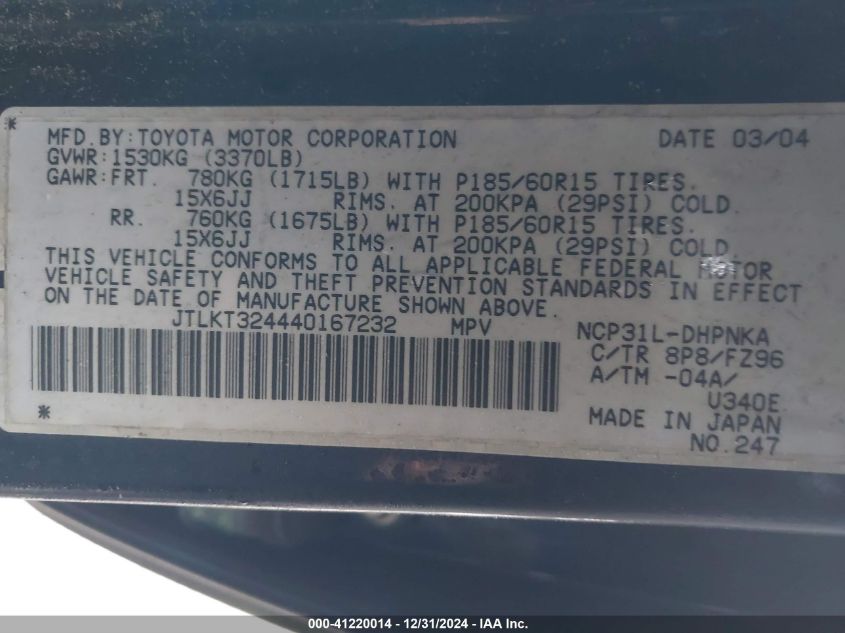 *
MFD.BY:TOYOTA MOTOR CORPORATION DATE 03/04
GVWR:1530KG (3370LB)
GAWR:FRT. 780KG (1715LB) WITH P185/60R15 TIRES.
15X6JJ RIMS. AT 200KPA (29PSI) COLD.
RR. 760KG (1675LB) WITH P185/60R15 TIRES.
15X6JJ RIMS. AT 200KPA (29PSI) COLD.
THIS VEHICLE CONFORMS TO ALL APPLICABLE FEDERAL MOTOR
VEHICLE SAFETY AND THEFT PREVENTION STANDARDS IN EFFECT
ON THE DATE OF MANUFACTURE SHOWN ABOVE.
JTLKT324440167232 MPV NCP31L-DHPNKA
C/TR 8P8/FZ96
A/TM -04A/
U340E
* MADE IN JAPAN
NO.247
000-41220014 - 12/31/2024 - IAA Inc.